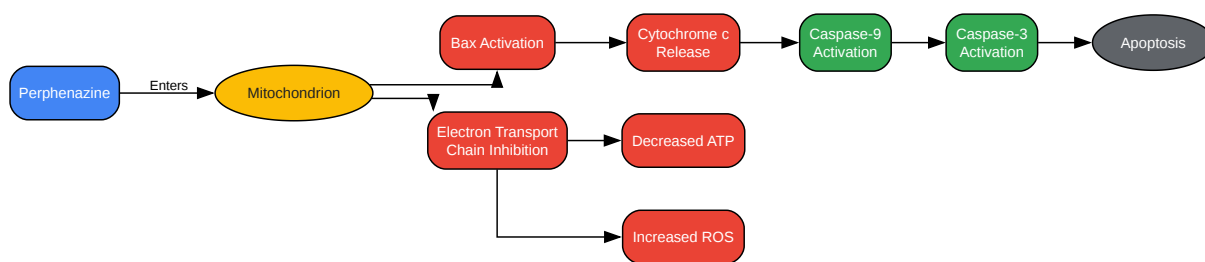 Perphenazine
Enters
Mitochondrion
Bax Activation
Cytochrome c
Release
Caspase-9
Activation
Caspase-3
Activation
Apoptosis
Electron Transport
Chain Inhibition
Decreased ATP
Increased ROS